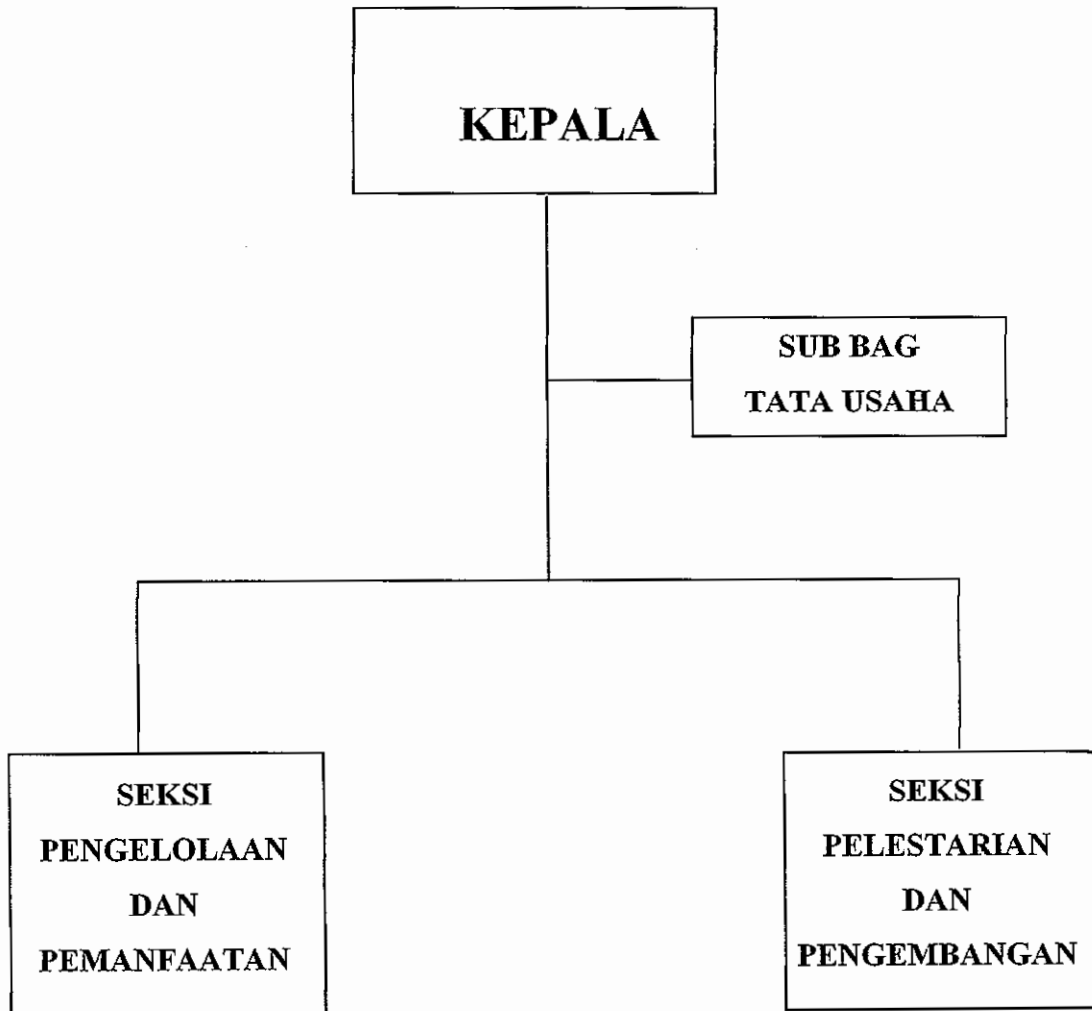 KEPALA
SUB BAG
TATA USAHA
SEKSI
PENGELOLAAN
DAN
PEMANFAATAN
SEKSI
PELESTARIAN
DAN
PENGEMBANGAN